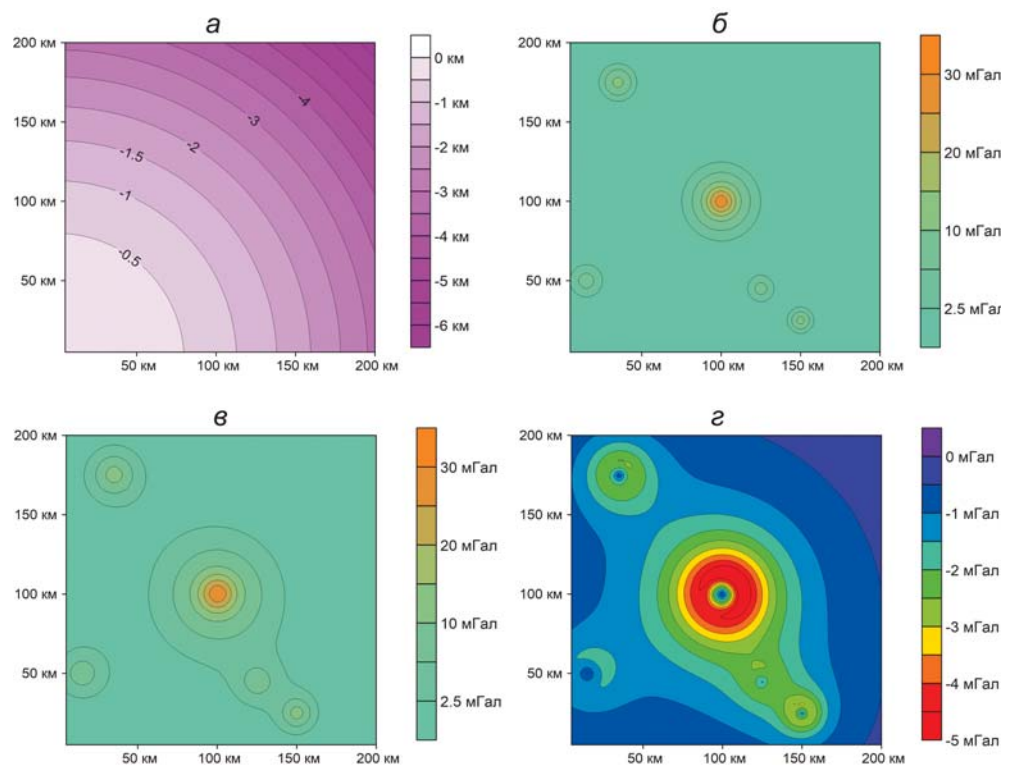 а
200 км
150 км
100 км
50 км
50 км 100 км 150 км 200 км
-0.5
-1
-1.5
-2
-3
-4
0 км
-1 км
-2 км
-3 км
-4 км
-5 км
-6 км
б
200 км
150 км
100 км
50 км
50 км 100 км 150 км 200 км
30 мГал
20 мГал
10 мГал
2.5 мГал
в
200 км
150 км
100 км
50 км
50 км 100 км 150 км 200 км
30 мГал
20 мГал
10 мГал
2.5 мГал
г
200 км
150 км
100 км
50 км
50 км 100 км 150 км 200 км
0 мГал
-1 мГал
-2 мГал
-3 мГал
-4 мГал
-5 мГал